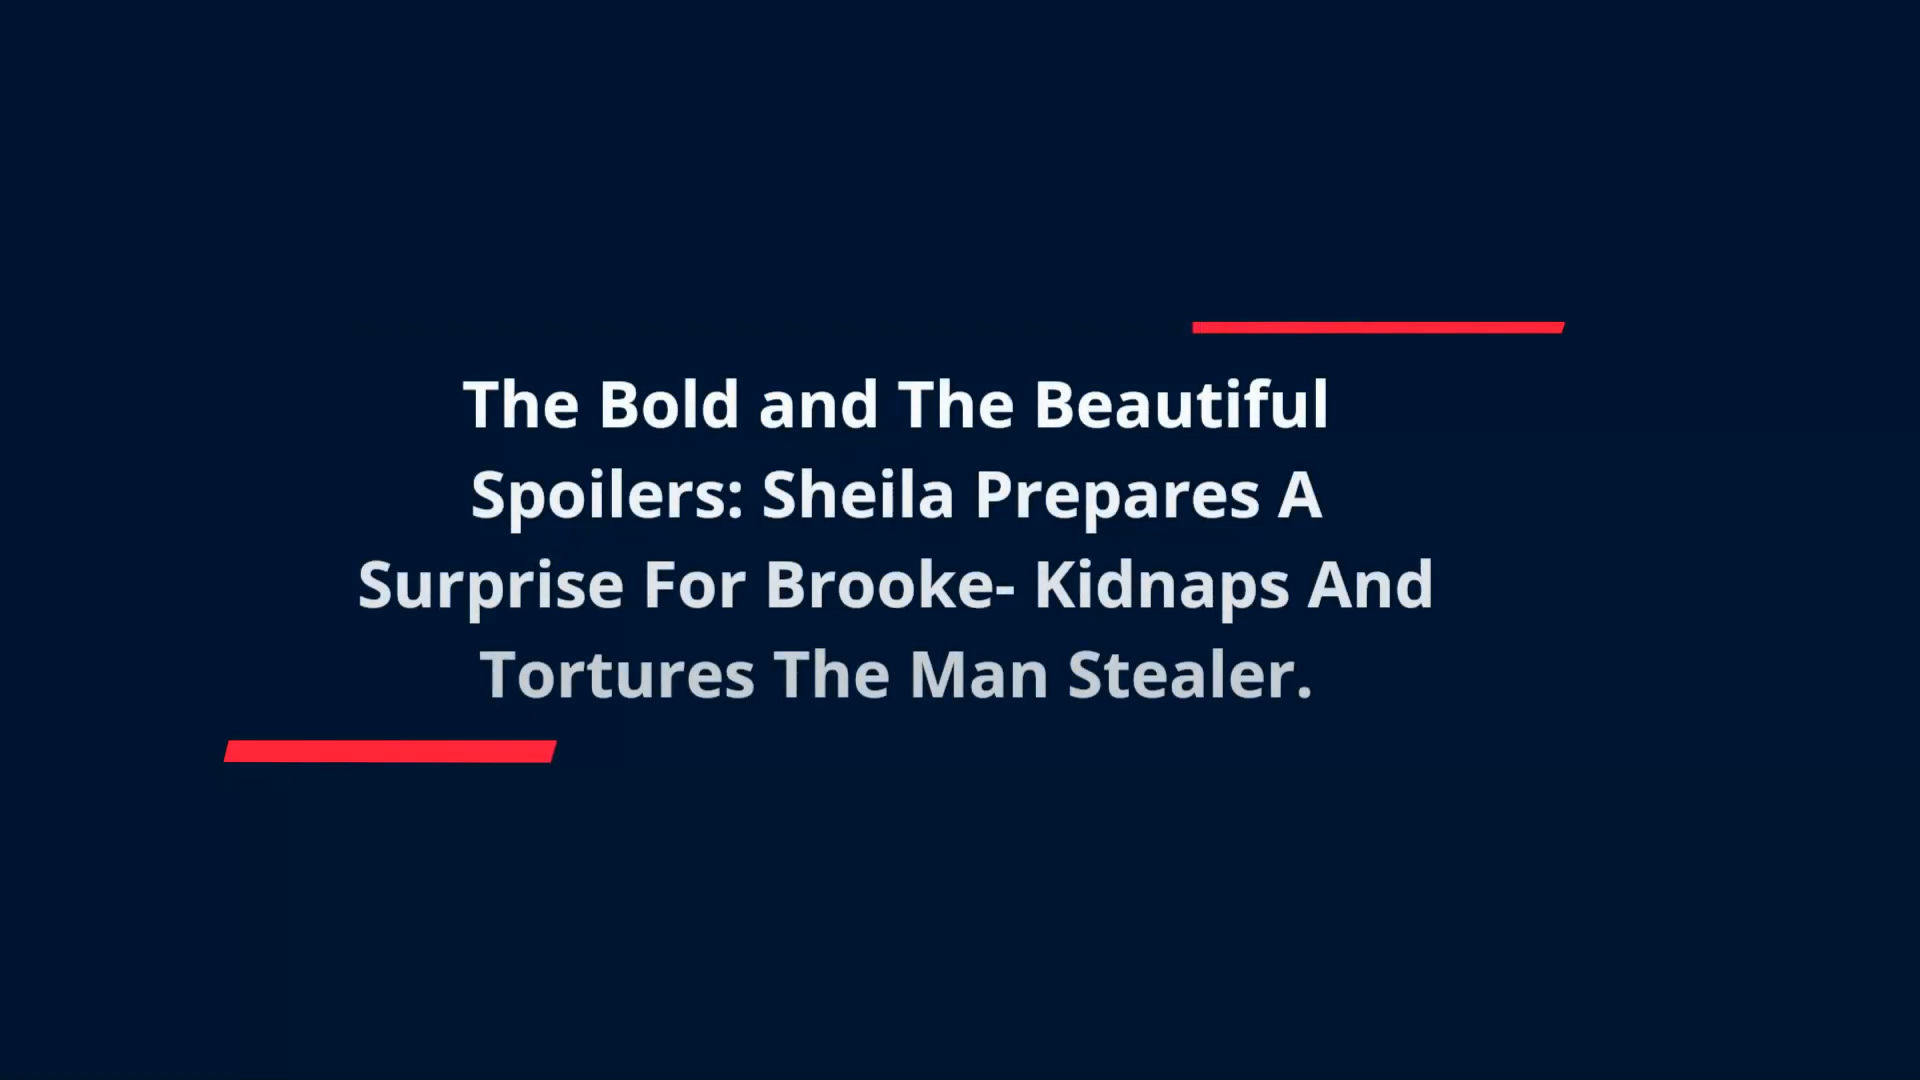 The Bold and The Beautiful
Spoilers: Sheila Prepares A
Surprise For Brooke- Kidnaps And
Tortures The Man Stealer.